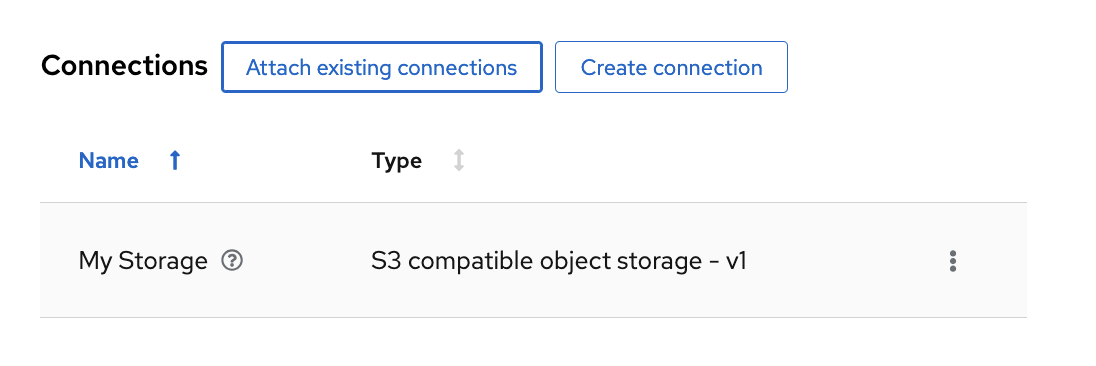 Connections Attach existing connections Create connection
Name Type
My Storage S3 compatible object storage - v1